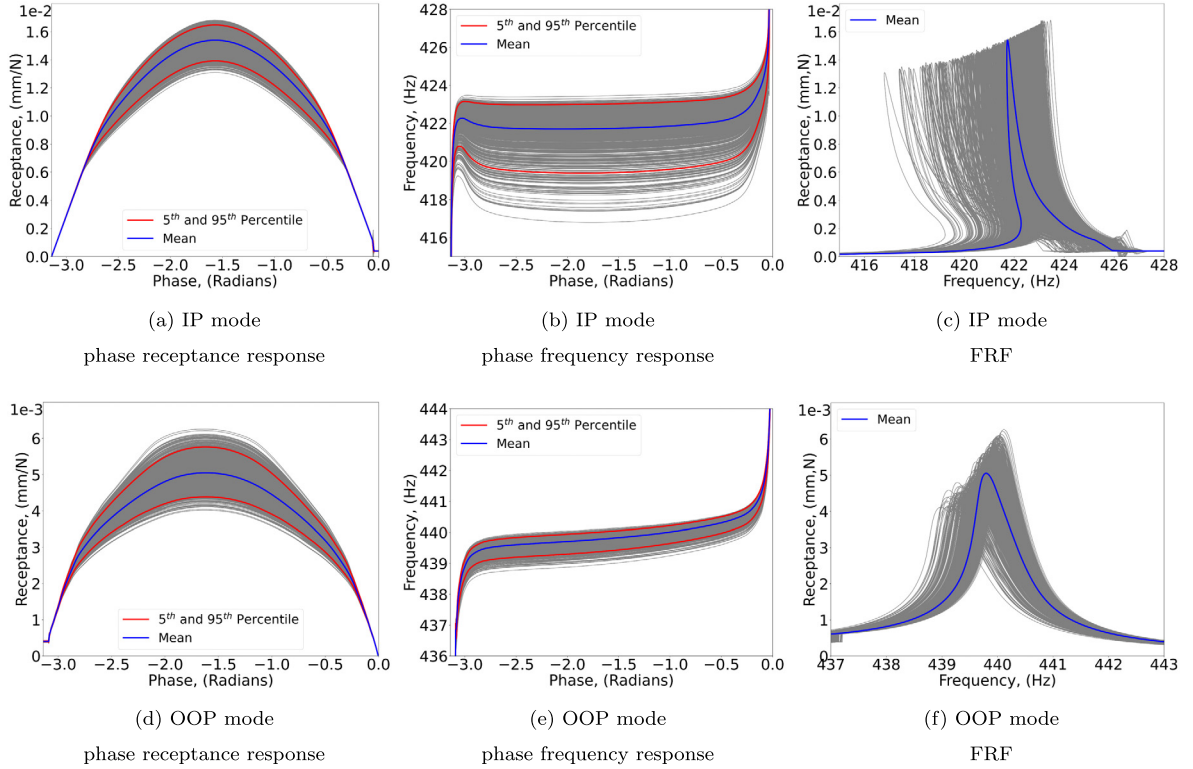 1e-2
1.6
1.4
1.2
1.0
0.8
0.6
0.4
0.2
0.0
Receptance, (mm/N)
5th and 95th Percentile
Mean
−3.0 −2.5 −2.0 −1.5 −1.0 −0.5 0.0
Phase, (Radians)
(a) IP mode
phase receptance response
428
426
424
422
420
418
416
Frequency, (Hz)
5th and 95th Percentile
Mean
−3.0 −2.5 −2.0 −1.5 −1.0 −0.5 0.0
Phase, (Radians)
(b) IP mode
phase frequency response
1e-2
1.6
1.4
1.2
1.0
0.8
0.6
0.4
0.2
0.0
Receptance, (mm,N)
Mean
416 418 420 422 424 426 428
Frequency, (Hz)
(c) IP mode
FRF
1e-3
6
5
4
3
2
1
0
Receptance, (mm/N)
5th and 95th Percentile
Mean
−3.0 −2.5 −2.0 −1.5 −1.0 −0.5 0.0
Phase, (Radians)
(d) OOP mode
phase receptance response
444
443
442
441
440
439
438
437
436
Frequency, (Hz)
5th and 95th Percentile
Mean
−3.0 −2.5 −2.0 −1.5 −1.0 −0.5 0.0
Phase, (Radians)
(e) OOP mode
phase frequency response
1e-3
6
5
4
3
2
1
0
Receptance, (mm,N)
Mean
437 438 439 440 441 442 443
Frequency, (Hz)
(f) OOP mode
FRF